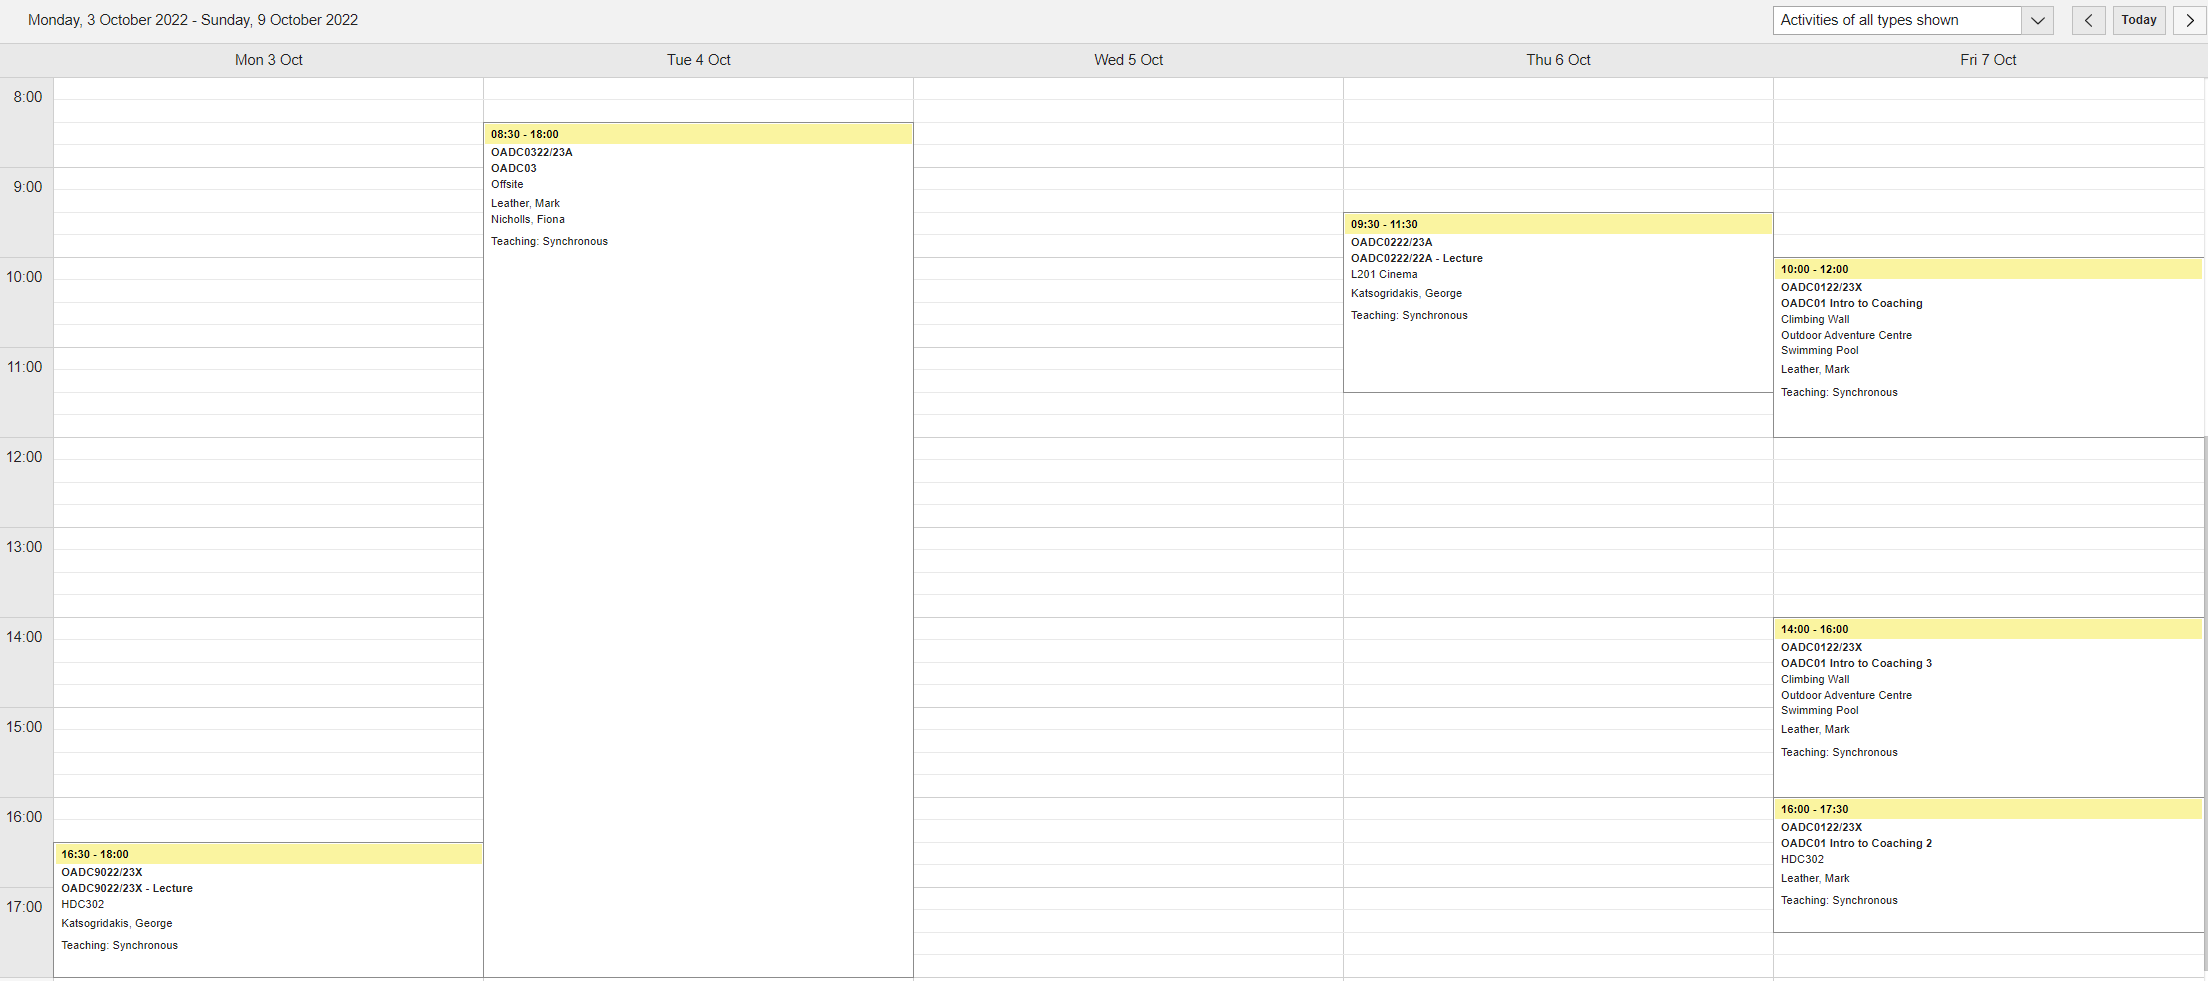 Monday, 3 October 2022 - Sunday, 9 October 2022
Activities of all types shown
Today
Mon 3 Oct
Tue 4 Oct
Wed 5 Oct
Thu 6 Oct
Fri 7 Oct
8:00
9:00
10:00
11:00
12:00
13:00
14:00
15:00
16:00
17:00
16:30 - 18:00
OADC9022/23X
OADC9022/23X - Lecture
HDC302
Katsogridakis, George
Teaching: Synchronous
08:30 - 18:00
OADC0322/23A
OADC03
Offsite
Leather, Mark
Nicholls, Fiona
Teaching: Synchronous
09:30 - 11:30
OADC0222/23A
OADC0222/22A - Lecture
L201 Cinema
Katsogridakis, George
Teaching: Synchronous
10:00 - 12:00
OADC0122/23X
OADC01 Intro to Coaching
Climbing Wall
Outdoor Adventure Centre
Swimming Pool
Leather, Mark
Teaching: Synchronous
14:00 - 16:00
OADC0122/23X
OADC01 Intro to Coaching 3
Climbing Wall
Outdoor Adventure Centre
Swimming Pool
Leather, Mark
Teaching: Synchronous
16:00 - 17:30
OADC0122/23X
OADC01 Intro to Coaching 2
HDC302
Leather, Mark
Teaching: Synchronous